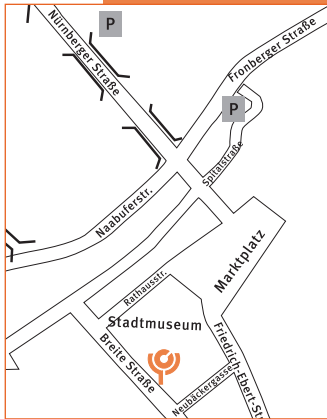 P
Nürnberger Straße
Fronberger Straße
P
Spitalstraße
Naabuferstr.
Marktplatz
Rathausstr.
Stadtmuseum
Breite Straße
Friedrich-Ebert-Str
Neubäckergasse